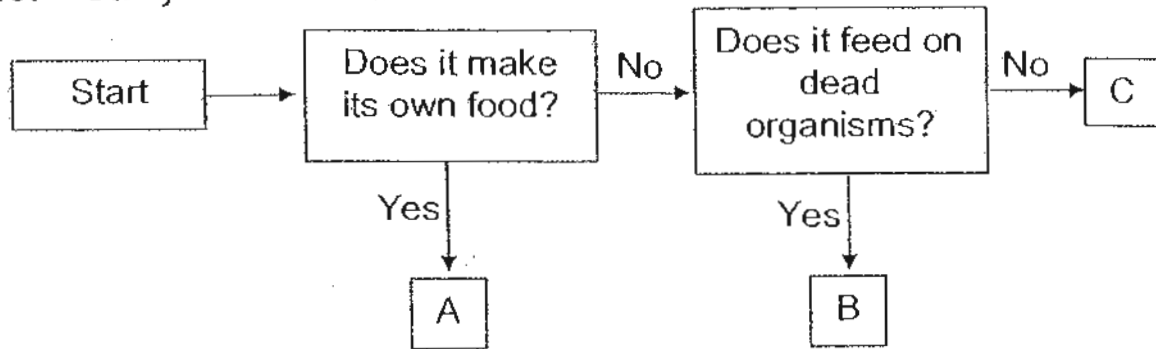 Start
Does it make
its own food?
No
Does it feed on
dead
organisms?
No
C
Yes
Yes
A
B